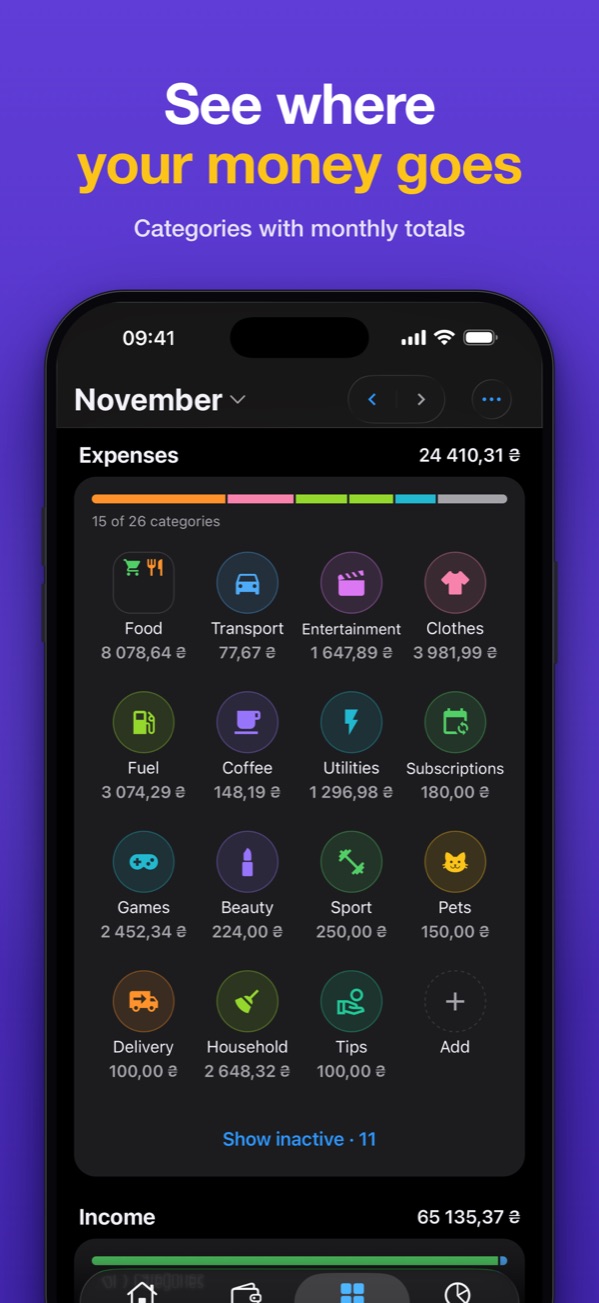 See where
your money goes
Categories with monthly totals
09:41
November
Expenses 24 410,31 ₴
15 of 26 categories
Food Transport Entertainment Clothes
8 078,64 ₴ 77,67 ₴ 1 647,89 ₴ 3 981,99 ₴
Fuel Coffee Utilities Subscriptions
3 074,29 ₴ 148,19 ₴ 1 296,98 ₴ 180,00 ₴
Games Beauty Sport Pets
2 452,34 ₴ 224,00 ₴ 250,00 ₴ 150,00 ₴
Delivery Household Tips Add
100,00 ₴ 2 648,32 ₴ 100,00 ₴
Show inactive · 11
Income 65 135,37 ₴